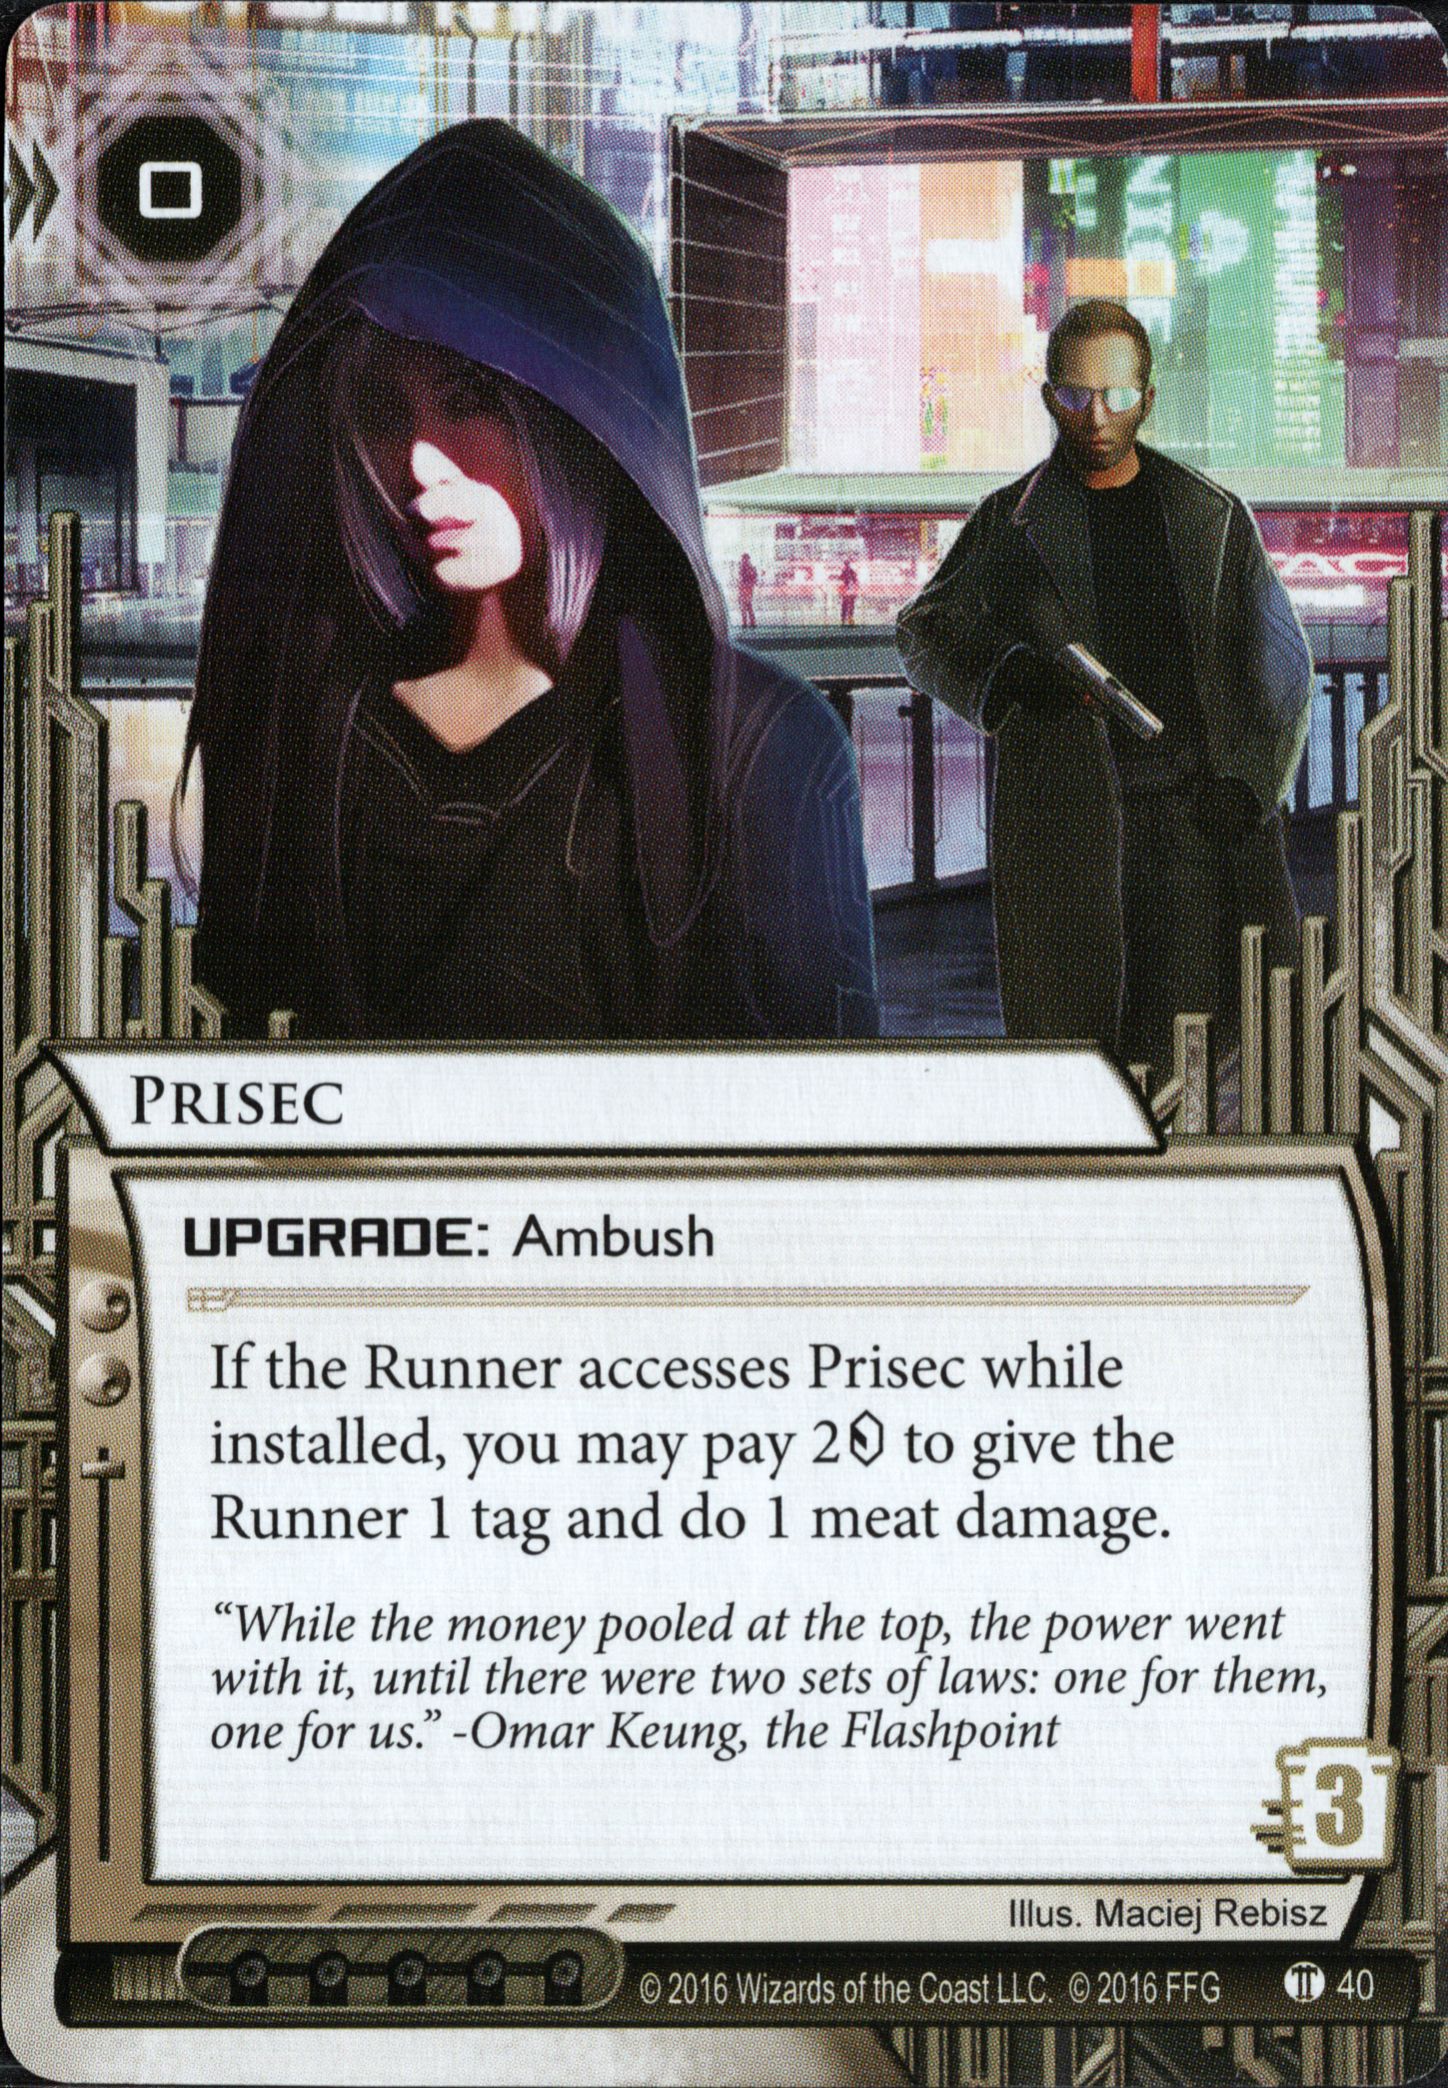 PRISEC
UPGRADE: Ambush
If the Runner accesses Prisec while
installed, you may pay 2 to give the
Runner 1 tag and do 1 meat damage.
“While the money pooled at the top, the power went
with it, until there were two sets of laws: one for them,
one for us.” -Omar Keung, the Flashpoint
3
Illus. Maciej Rebisz
© 2016 Wizards of the Coast LLC. © 2016 FFG 40